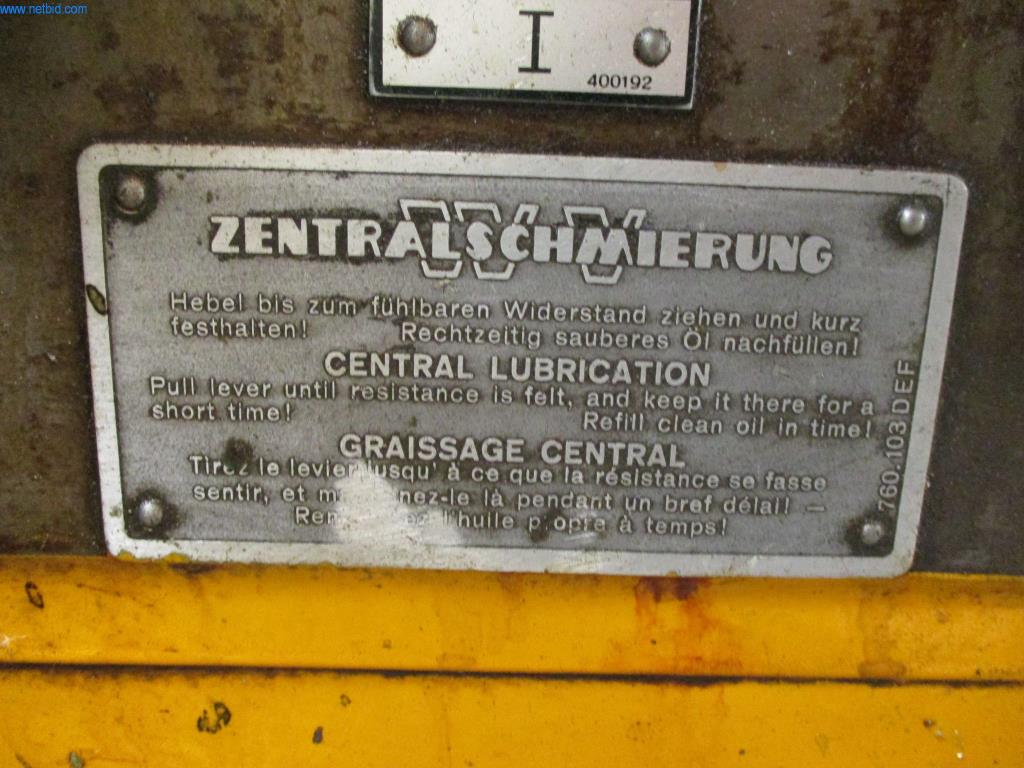 www.netbid.com
I
400192
ZENTRALSCHMIERUNG
Hebel bis zum fühlbaren Widerstand ziehen und kurz
festhalten! Rechtzeitig sauberes Öl nachfüllen!
CENTRAL LUBRICATION
Pull lever until resistance is felt, and keep it there for a
short time! Refill clean oil in time!
GRAISSAGE CENTRAL
Tirez le levier jusqu' à ce que la résistance se fasse
sentir, et là pendant un bref délai! —
l'huile propre à temps!
760.103DEF